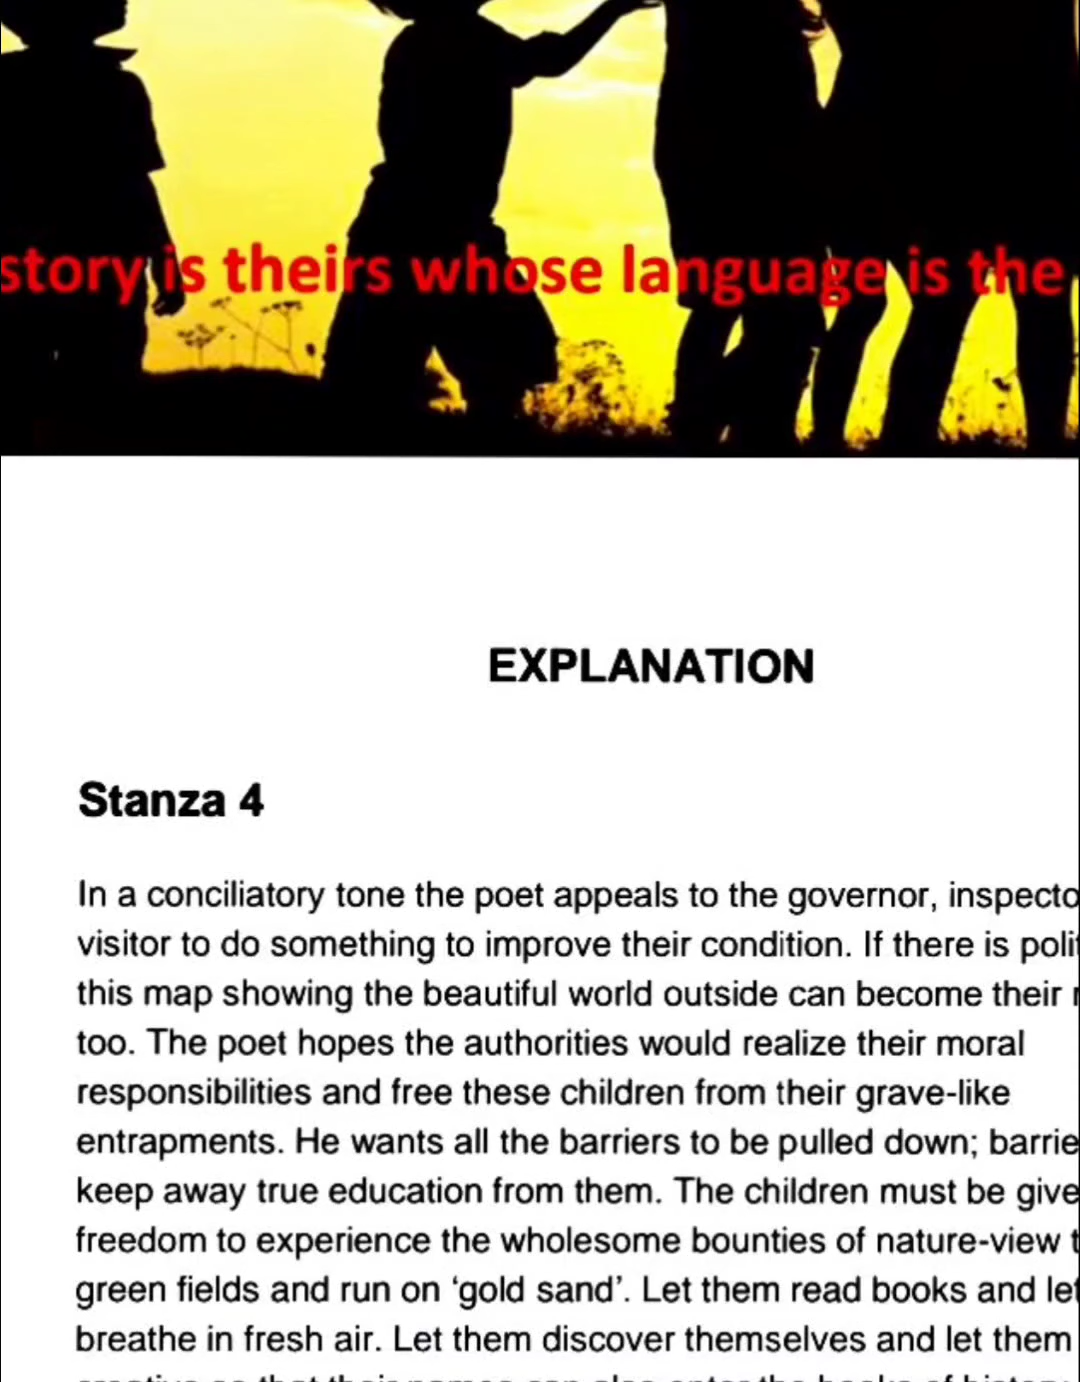 story is theirs whose language is the
EXPLANATION
Stanza 4
In a conciliatory tone the poet appeals to the governor, inspecto
visitor to do something to improve their condition. If there is poli
this map showing the beautiful world outside can become their
too. The poet hopes the authorities would realize their moral
responsibilities and free these children from their grave-like
entrapments. He wants all the barriers to be pulled down; barrie
keep away true education from them. The children must be give
freedom to experience the wholesome bounties of nature-view t
green fields and run on ‘gold sand’. Let them read books and let
breathe in fresh air. Let them discover themselves and let them